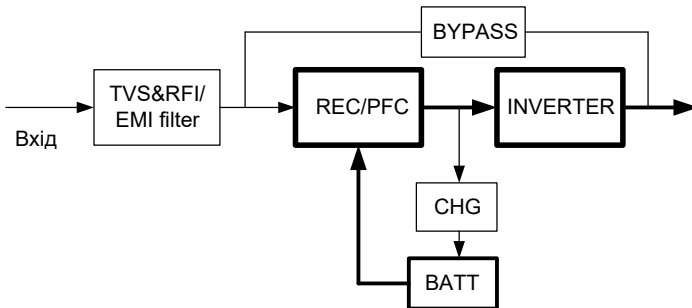 BYPASS
TVS&RFI/
EMI filter
REC/PFC
INVERTER
Вхід
CHG
BATT